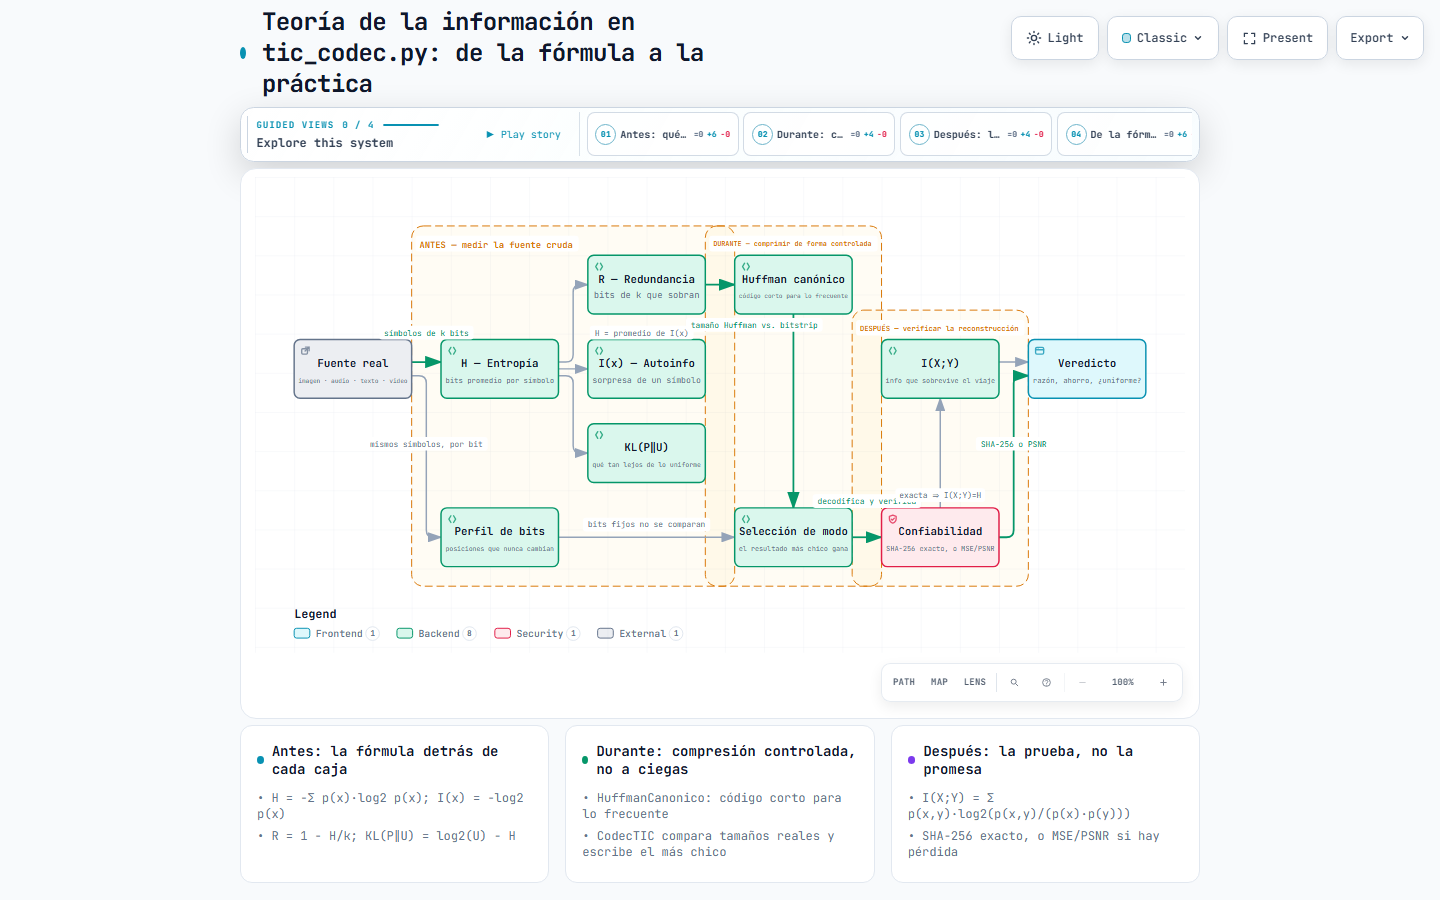 Teoría de la información en
tic_codec.py: de la fórmula a la
práctica
Light
Classic
Present
Export
GUIDED VIEWS 0 / 4
Explore this system
Play story
01 Antes: qué… =0 +6 -0
02 Durante: c… =0 +4 -0
03 Después: l… =0 +4 -0
04 De la fórm… =0 +6
ANTES — medir la fuente cruda
DURANTE — comprimir de forma controlada
DESPUÉS — verificar la reconstrucción
R — Redundancia
bits de k que sobran
Huffman canónico
código corto para lo frecuente
símbolos de k bits
H = promedio de I(x)
tamaño Huffman vs. bitstrip
Fuente real
imagen · audio · texto · video
H — Entropía
bits promedio por símbolo
I(x) — Autoinfo
sorpresa de un símbolo
I(X;Y)
info que sobrevive el viaje
Veredicto
razón, ahorro, ¿uniforme?
mismos símbolos, por bit
KL(P‖U)
qué tan lejos de lo uniforme
SHA-256 o PSNR
decodifica y
exacta ⇒ I(X;Y)=H
bits fijos no se comparan
Perfil de bits
posiciones que nunca cambian
Selección de modo
el resultado más chico gana
Confiabilidad
SHA-256 exacto, o MSE/PSNR
Legend
Frontend 1
Backend 8
Security 1
External 1
PATH
MAP
LENS
100%
Antes: la fórmula detrás de
cada caja
• H = -Σ p(x)·log2 p(x); I(x) = -log2
p(x)
• R = 1 - H/k; KL(P‖U) = log2(U) - H
Durante: compresión controlada,
no a ciegas
• HuffmanCanonico: código corto para
lo frecuente
• CodecTIC compara tamaños reales y
escribe el más chico
Después: la prueba, no la
promesa
• I(X;Y) = Σ
p(x,y)·log2(p(x,y)/(p(x)·p(y)))
• SHA-256 exacto, o MSE/PSNR si hay
pérdida